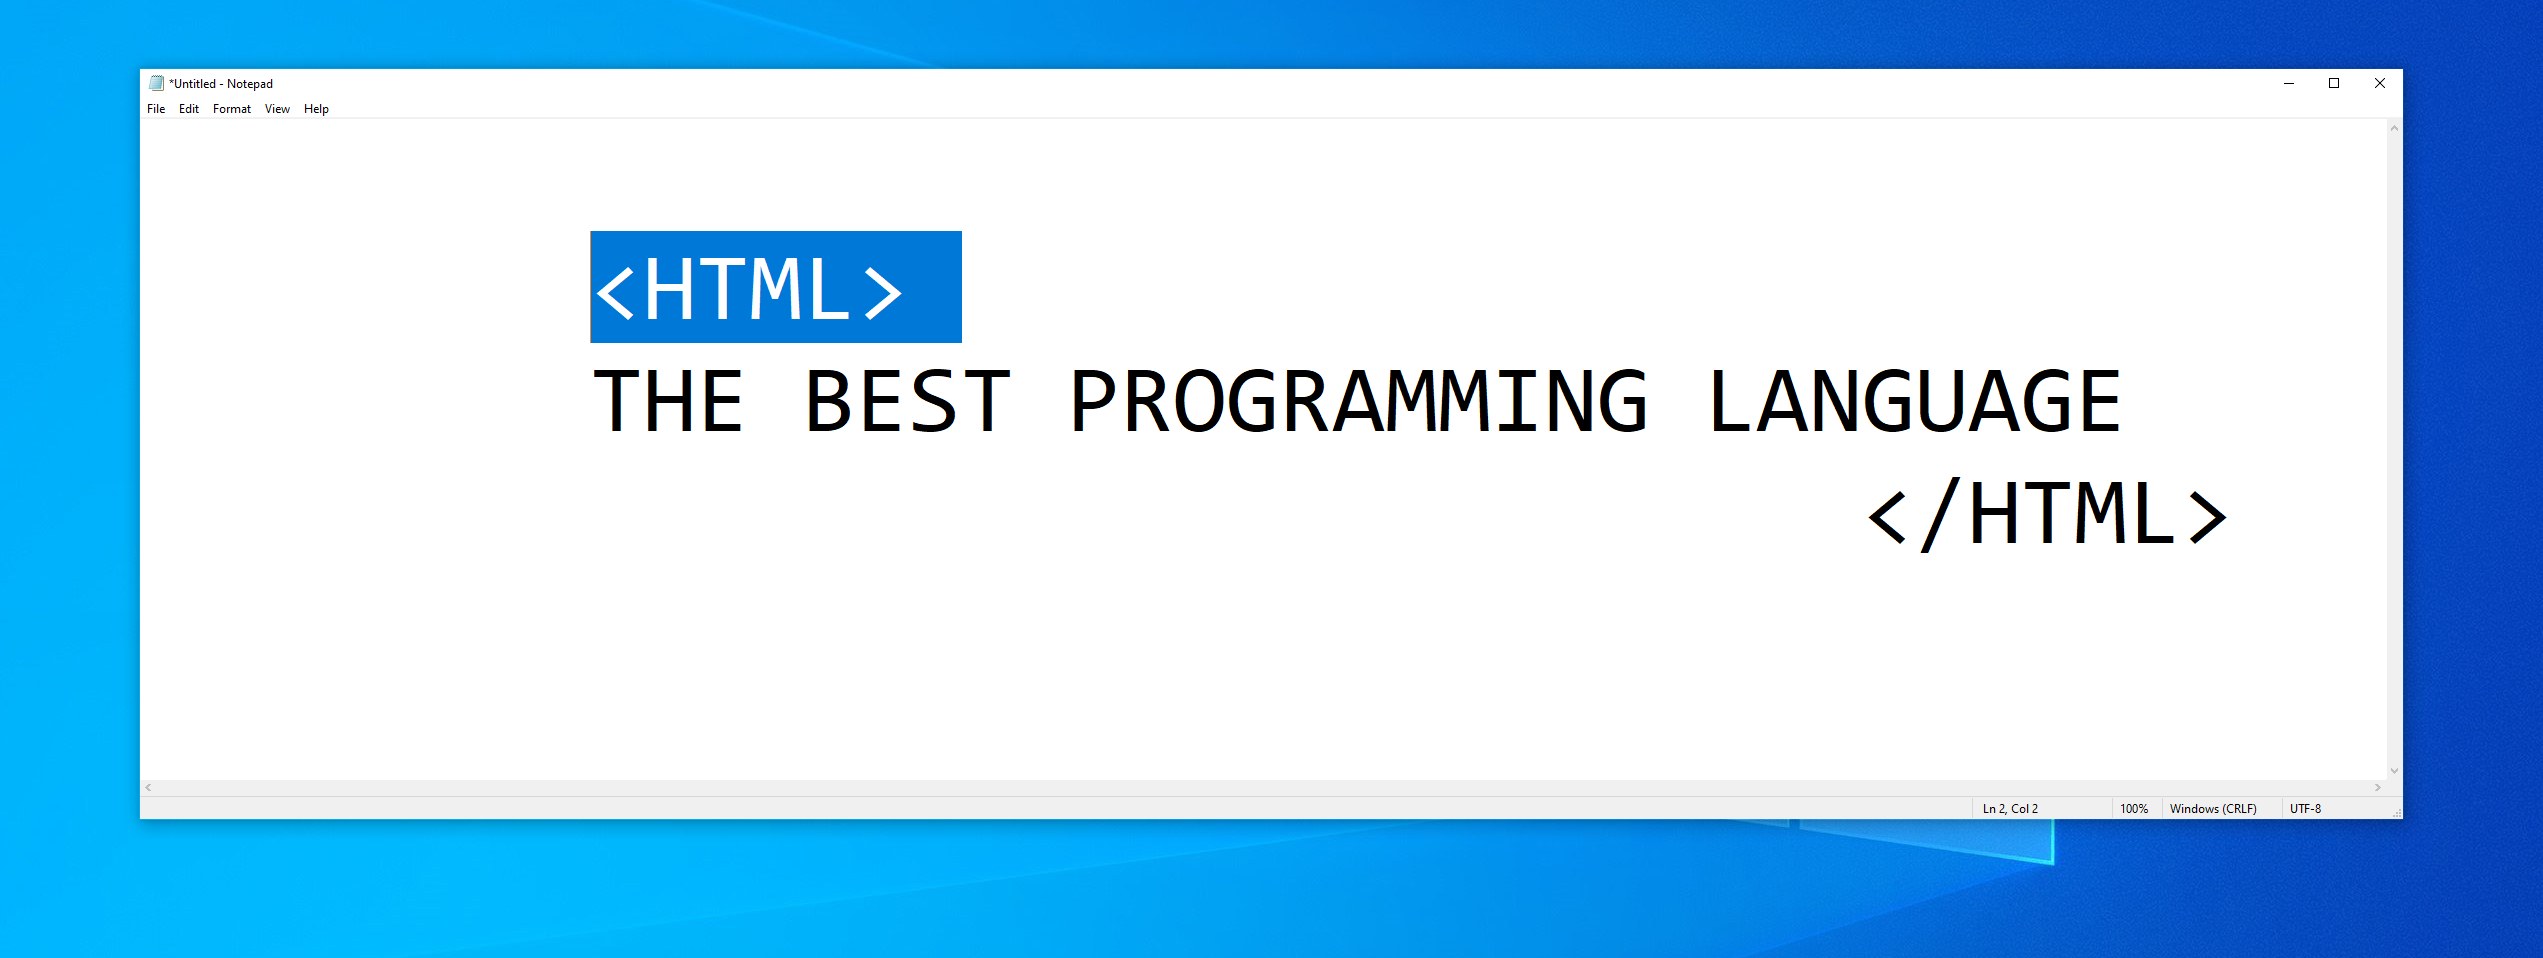 *Untitled - Notepad
File Edit Format View Help
<HTML>
THE BEST PROGRAMMING LANGUAGE
</HTML>
Ln 2, Col 2 100% Windows (CRLF) UTF-8